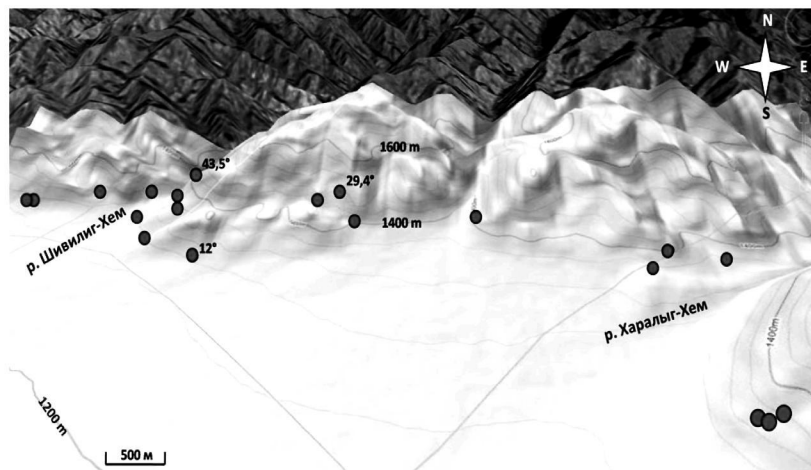 N
W E
S
1600 m
43,5°
29,4°
1400 m
р. Шивилиг-Хем
12°
р. Харалыг-Хем
1400m
1200 m
500 м